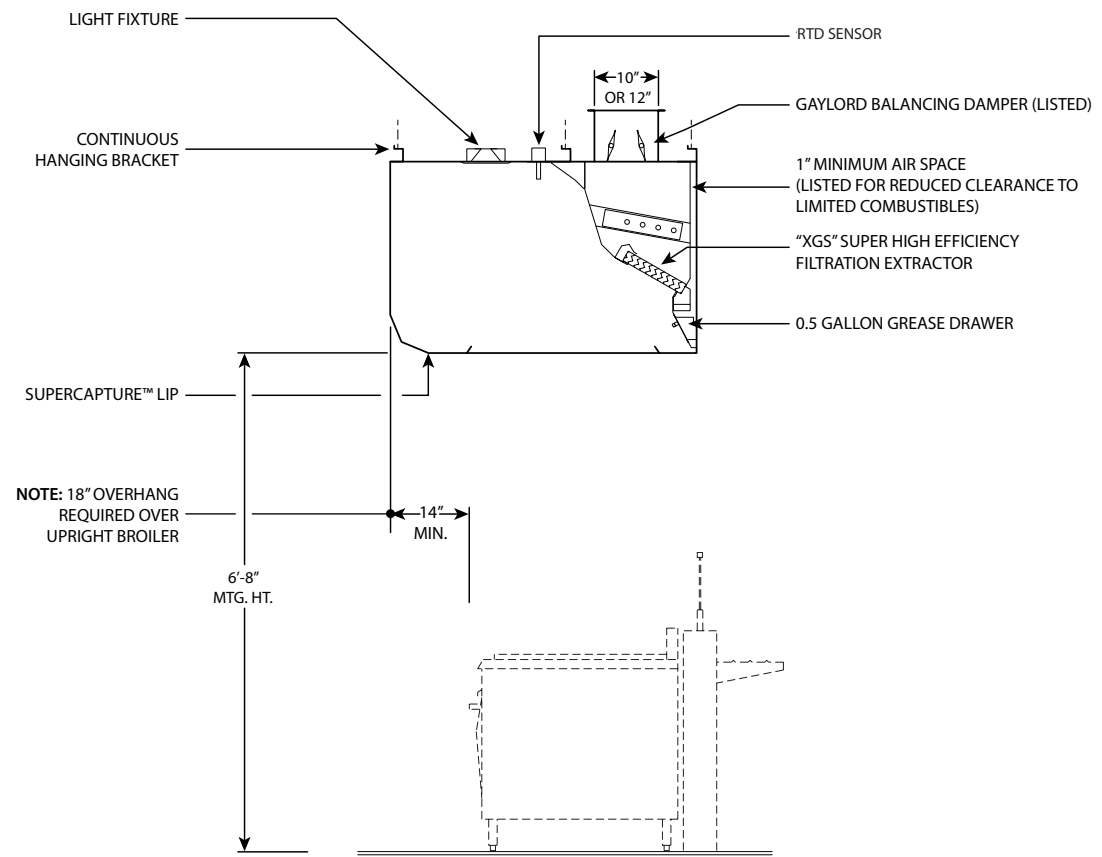 LIGHT FIXTURE
RTD SENSOR
10”
OR 12”
GAYLORD BALANCING DAMPER (LISTED)
CONTINUOUS
HANGING BRACKET
1” MINIMUM AIR SPACE
(LISTED FOR REDUCED CLEARANCE TO
LIMITED COMBUSTIBLES)
“XGS” SUPER HIGH EFFICIENCY
FILTRATION EXTRACTOR
0.5 GALLON GREASE DRAWER
SUPERCAPTURE™ LIP
NOTE: 18” OVERHANG
REQUIRED OVER
UPRIGHT BROILER
14”
MIN.
6’-8”
MTG. HT.